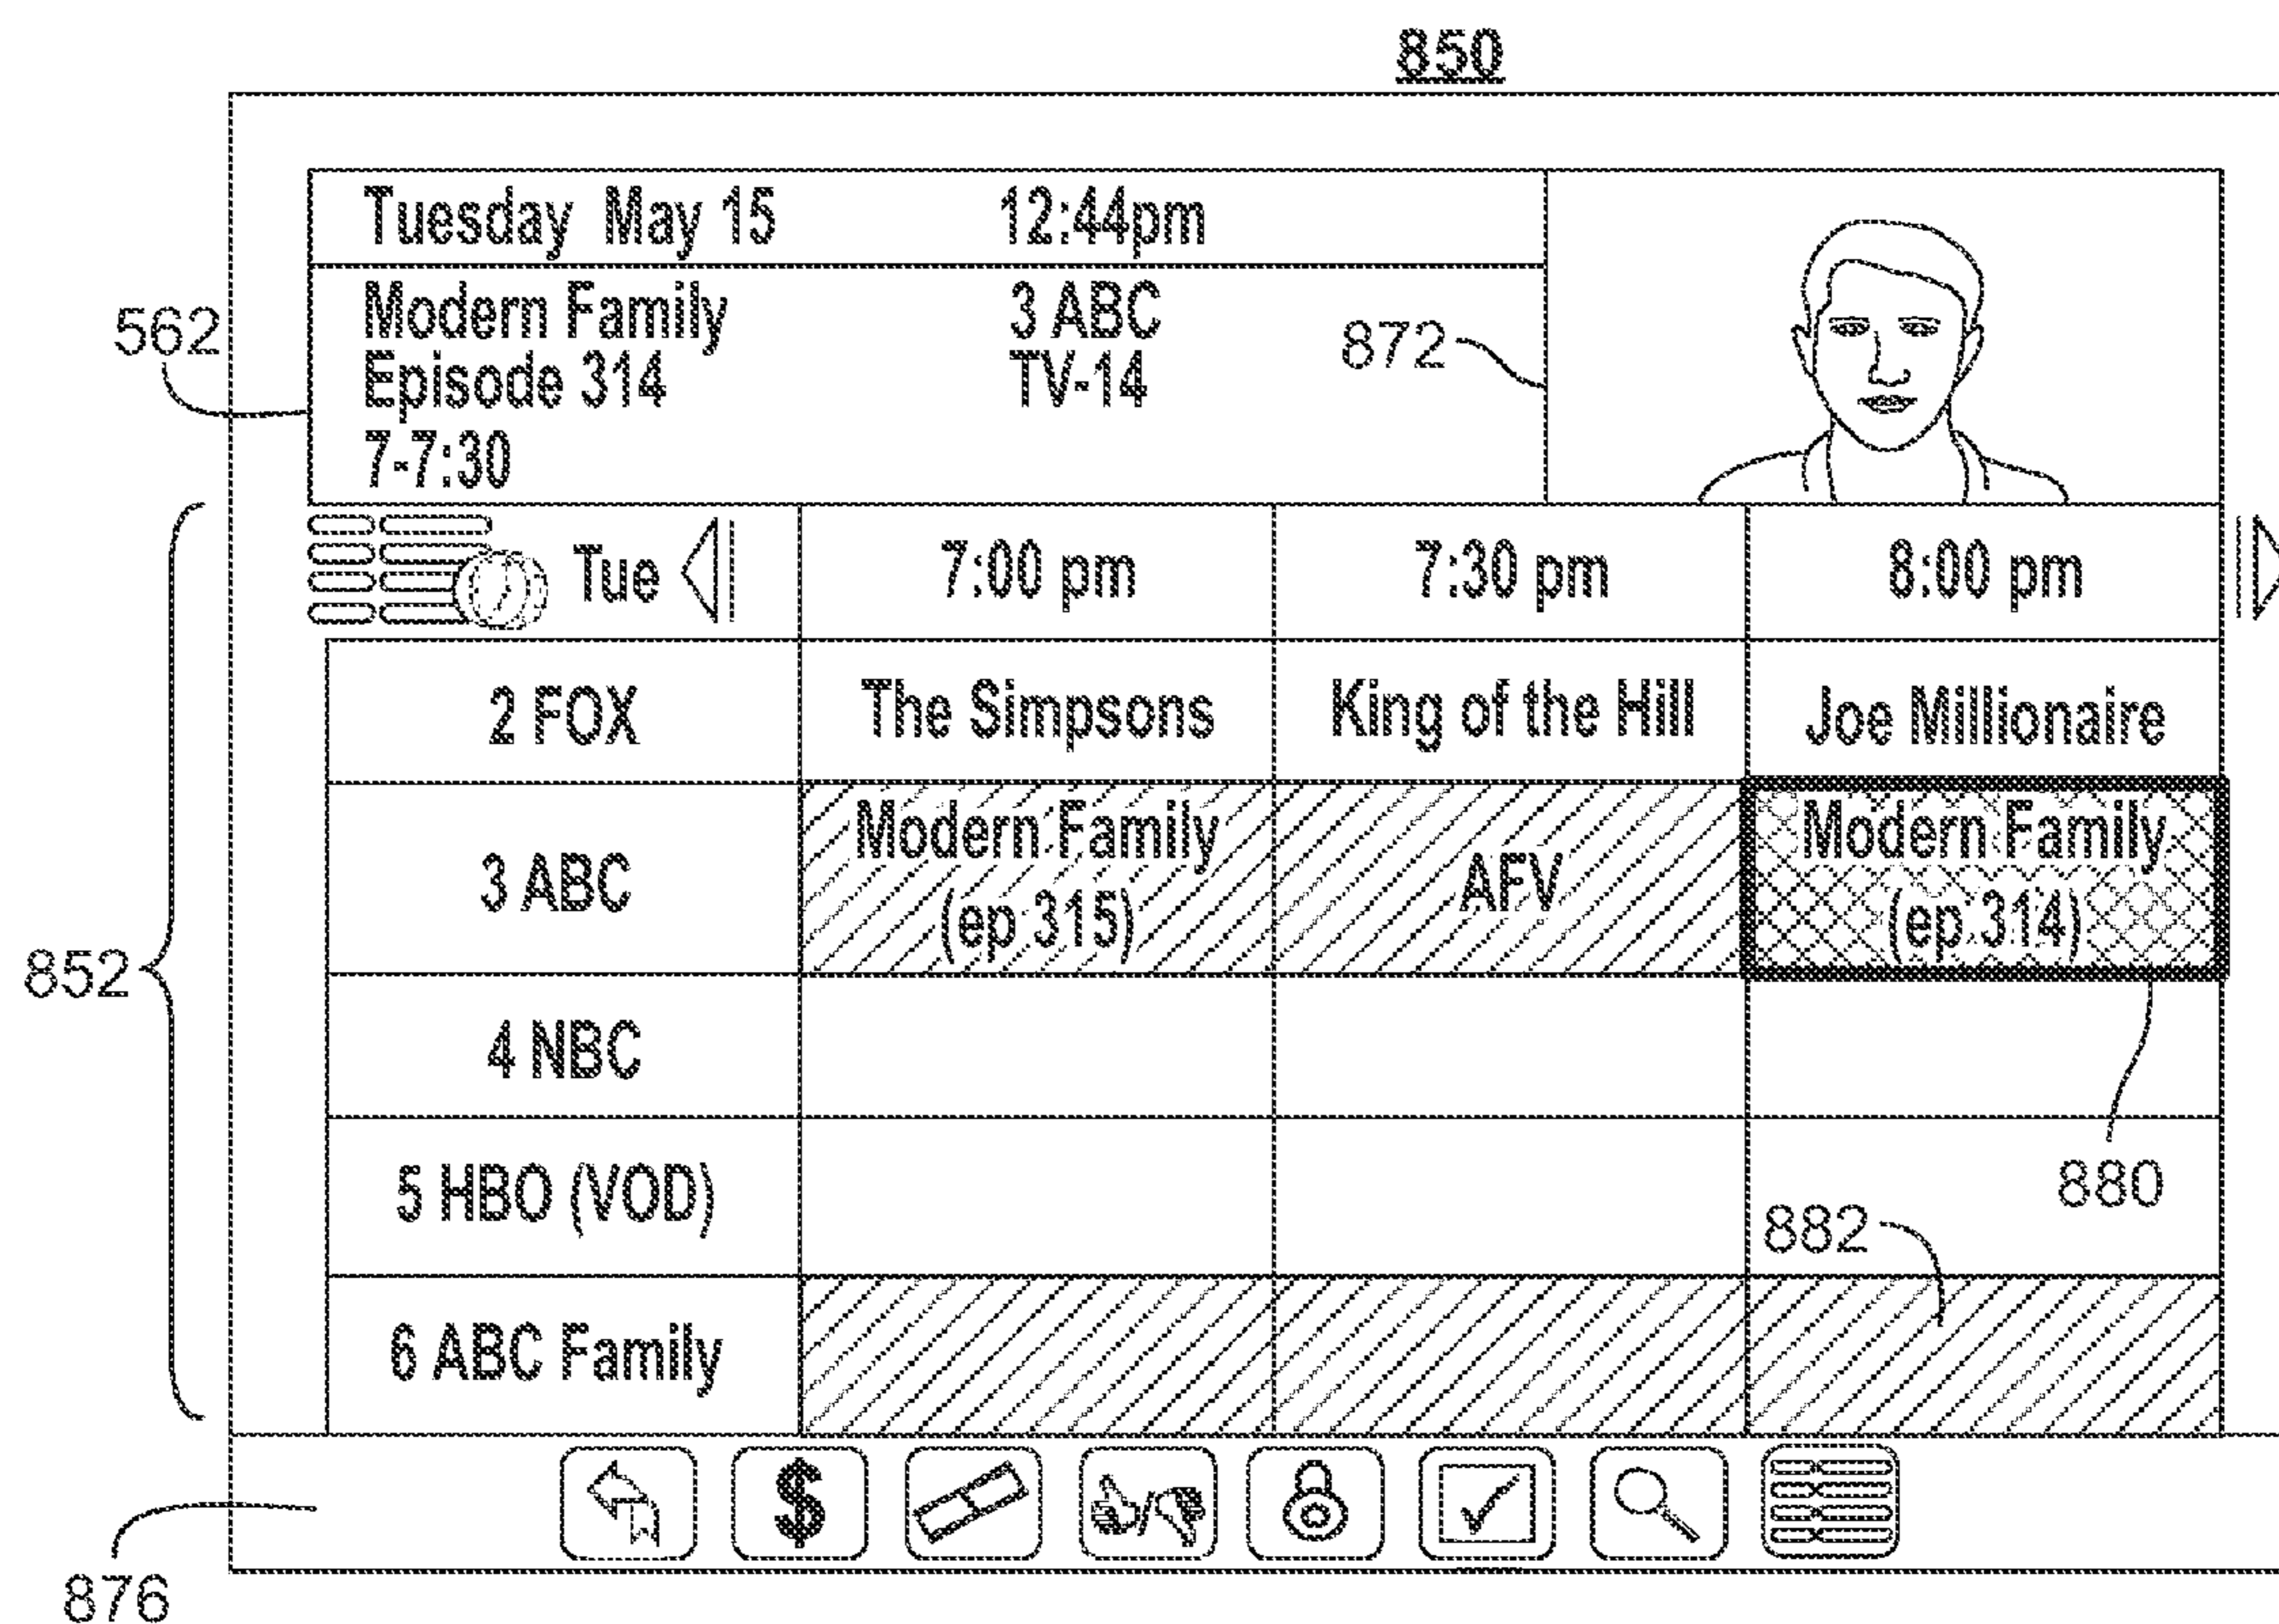 850
Tuesday May 15 12:44pm
Modern Family 3 ABC
Episode 314 TV-14
7-7:30
562
872
Tue 7:00 pm 7:30 pm 8:00 pm
2 FOX The Simpsons King of the Hill Joe Millionaire
3 ABC Modern Family (ep 315) AFV Modern Family (ep 314)
852
4 NBC
5 HBO (VOD)
880
882
6 ABC Family
$
876